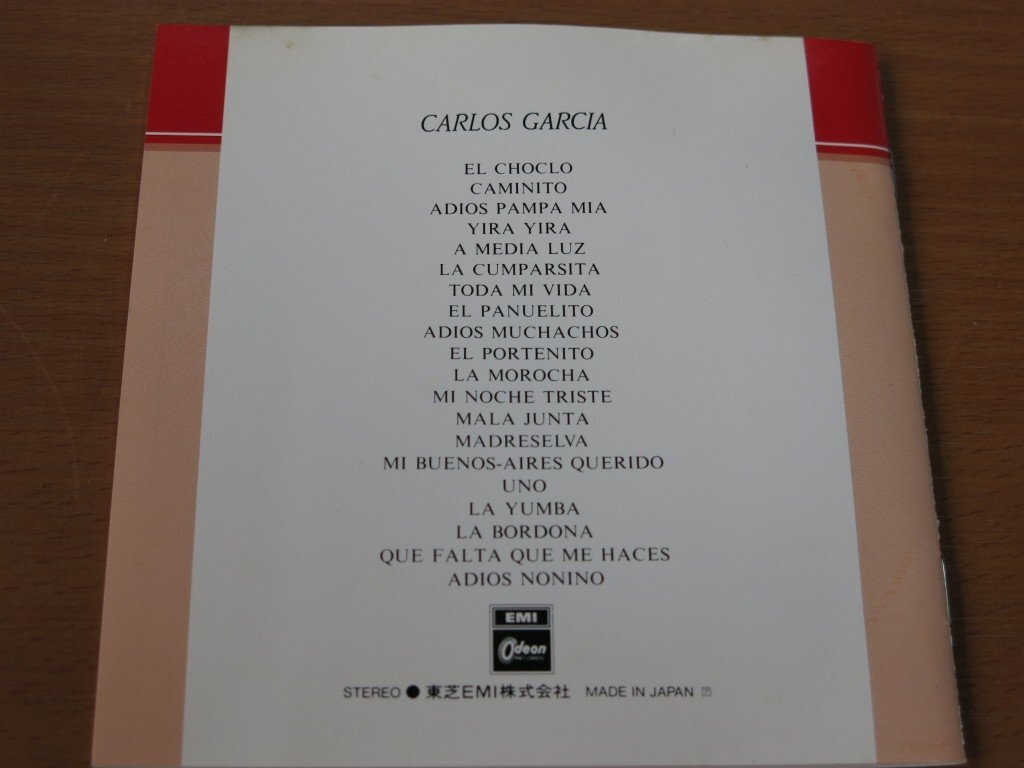 CARLOS GARCIA
EL CHOCLO
CAMINITO
ADIOS PAMPA MIA
YIRA YIRA
A MEDIA LUZ
LA CUMPARSITA
TODA MI VIDA
EL PANUELITO
ADIOS MUCHACHOS
EL PORTENITO
LA MOROCHA
MI NOCHE TRISTE
MALA JUNTA
MADRESELVA
MI BUENOS-AIRES QUERIDO
UNO
LA YUMBA
LA BORDONA
QUE FALTA QUE ME HACES
ADIOS NONINO
EMI
Odeon
STEREO ● 東芝EMI株式会社 MADE IN JAPAN